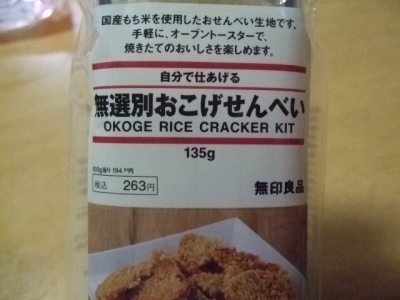 国産もち米を使用したおせんべい生地です。
手軽に、オーブントースターで、
焼きたてのおいしさを楽しめます。
自分で仕あげる
無選別おこげせんべい
OKOGE RICE CRACKER KIT
135g
100g当り 194.81円
税込 263円
無印良品